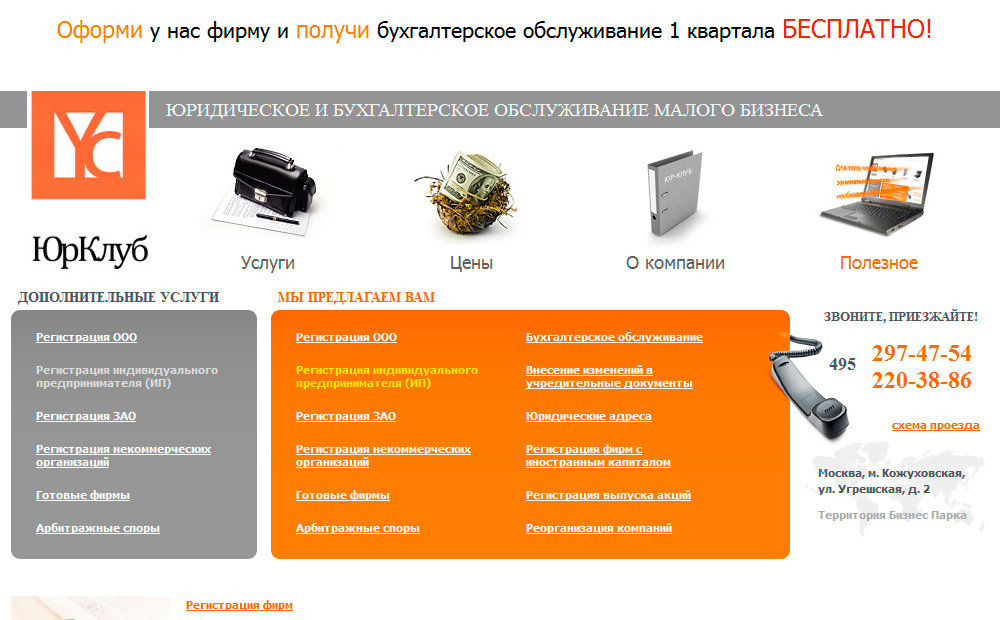 Оформи у нас фирму и получи бухгалтерское обслуживание 1 квартала БЕСПЛАТНО!
ЮРИДИЧЕСКОЕ И БУХГАЛТЕРСКОЕ ОБСЛУЖИВАНИЕ МАЛОГО БИЗНЕСА
ЮрКлуб
ЮР-КЛУБ
Услуги
Цены
О компании
Полезное
ДОПОЛНИТЕЛЬНЫЕ УСЛУГИ
Регистрация ООО
Регистрация индивидуального
предпринимателя (ИП)
Регистрация ЗАО
Регистрация некоммерческих
организаций
Готовые фирмы
Арбитражные споры
МЫ ПРЕДЛАГАЕМ ВАМ
Регистрация ООО
Регистрация индивидуального
предпринимателя (ИП)
Регистрация ЗАО
Регистрация некоммерческих
организаций
Готовые фирмы
Арбитражные споры
Бухгалтерское обслуживание
Внесение изменений в
учредительные документы
Юридические адреса
Регистрация фирм с
иностранным капиталом
Регистрация выпуска акций
Реорганизация компаний
ЗВОНИТЕ, ПРИЕЗЖАЙТЕ!
495 297-47-54
220-38-86
схема проезда
Москва, м. Кожуховская,
ул. Угрешская, д. 2
Территория Бизнес Парка
Регистрация фирм